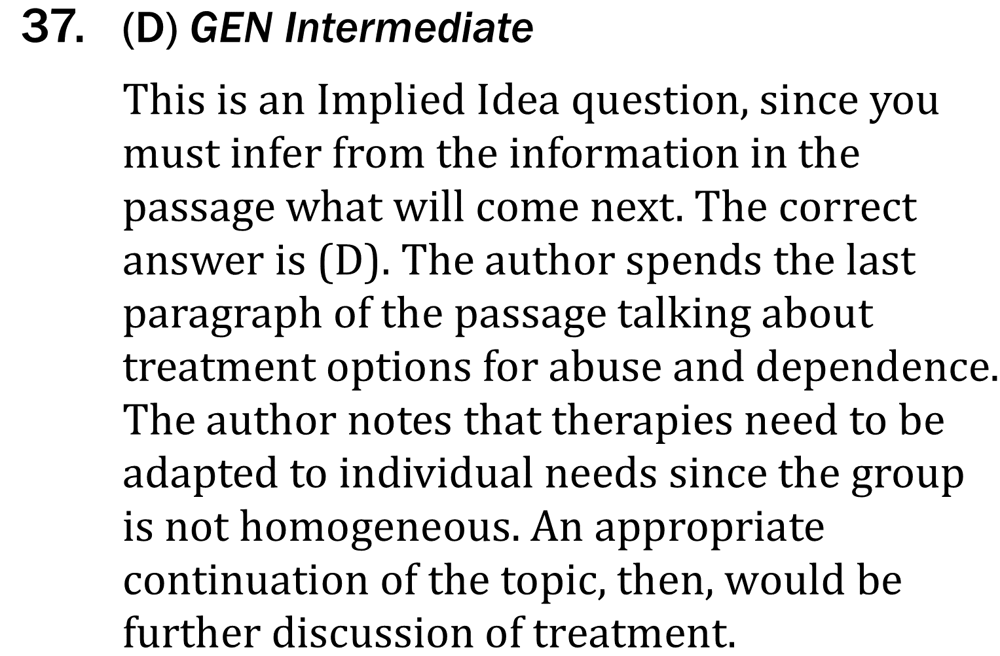 37. (D) GEN Intermediate
This is an Implied Idea question, since you
must infer from the information in the
passage what will come next. The correct
answer is (D). The author spends the last
paragraph of the passage talking about
treatment options for abuse and dependence.
The author notes that therapies need to be
adapted to individual needs since the group
is not homogeneous. An appropriate
continuation of the topic, then, would be
further discussion of treatment.